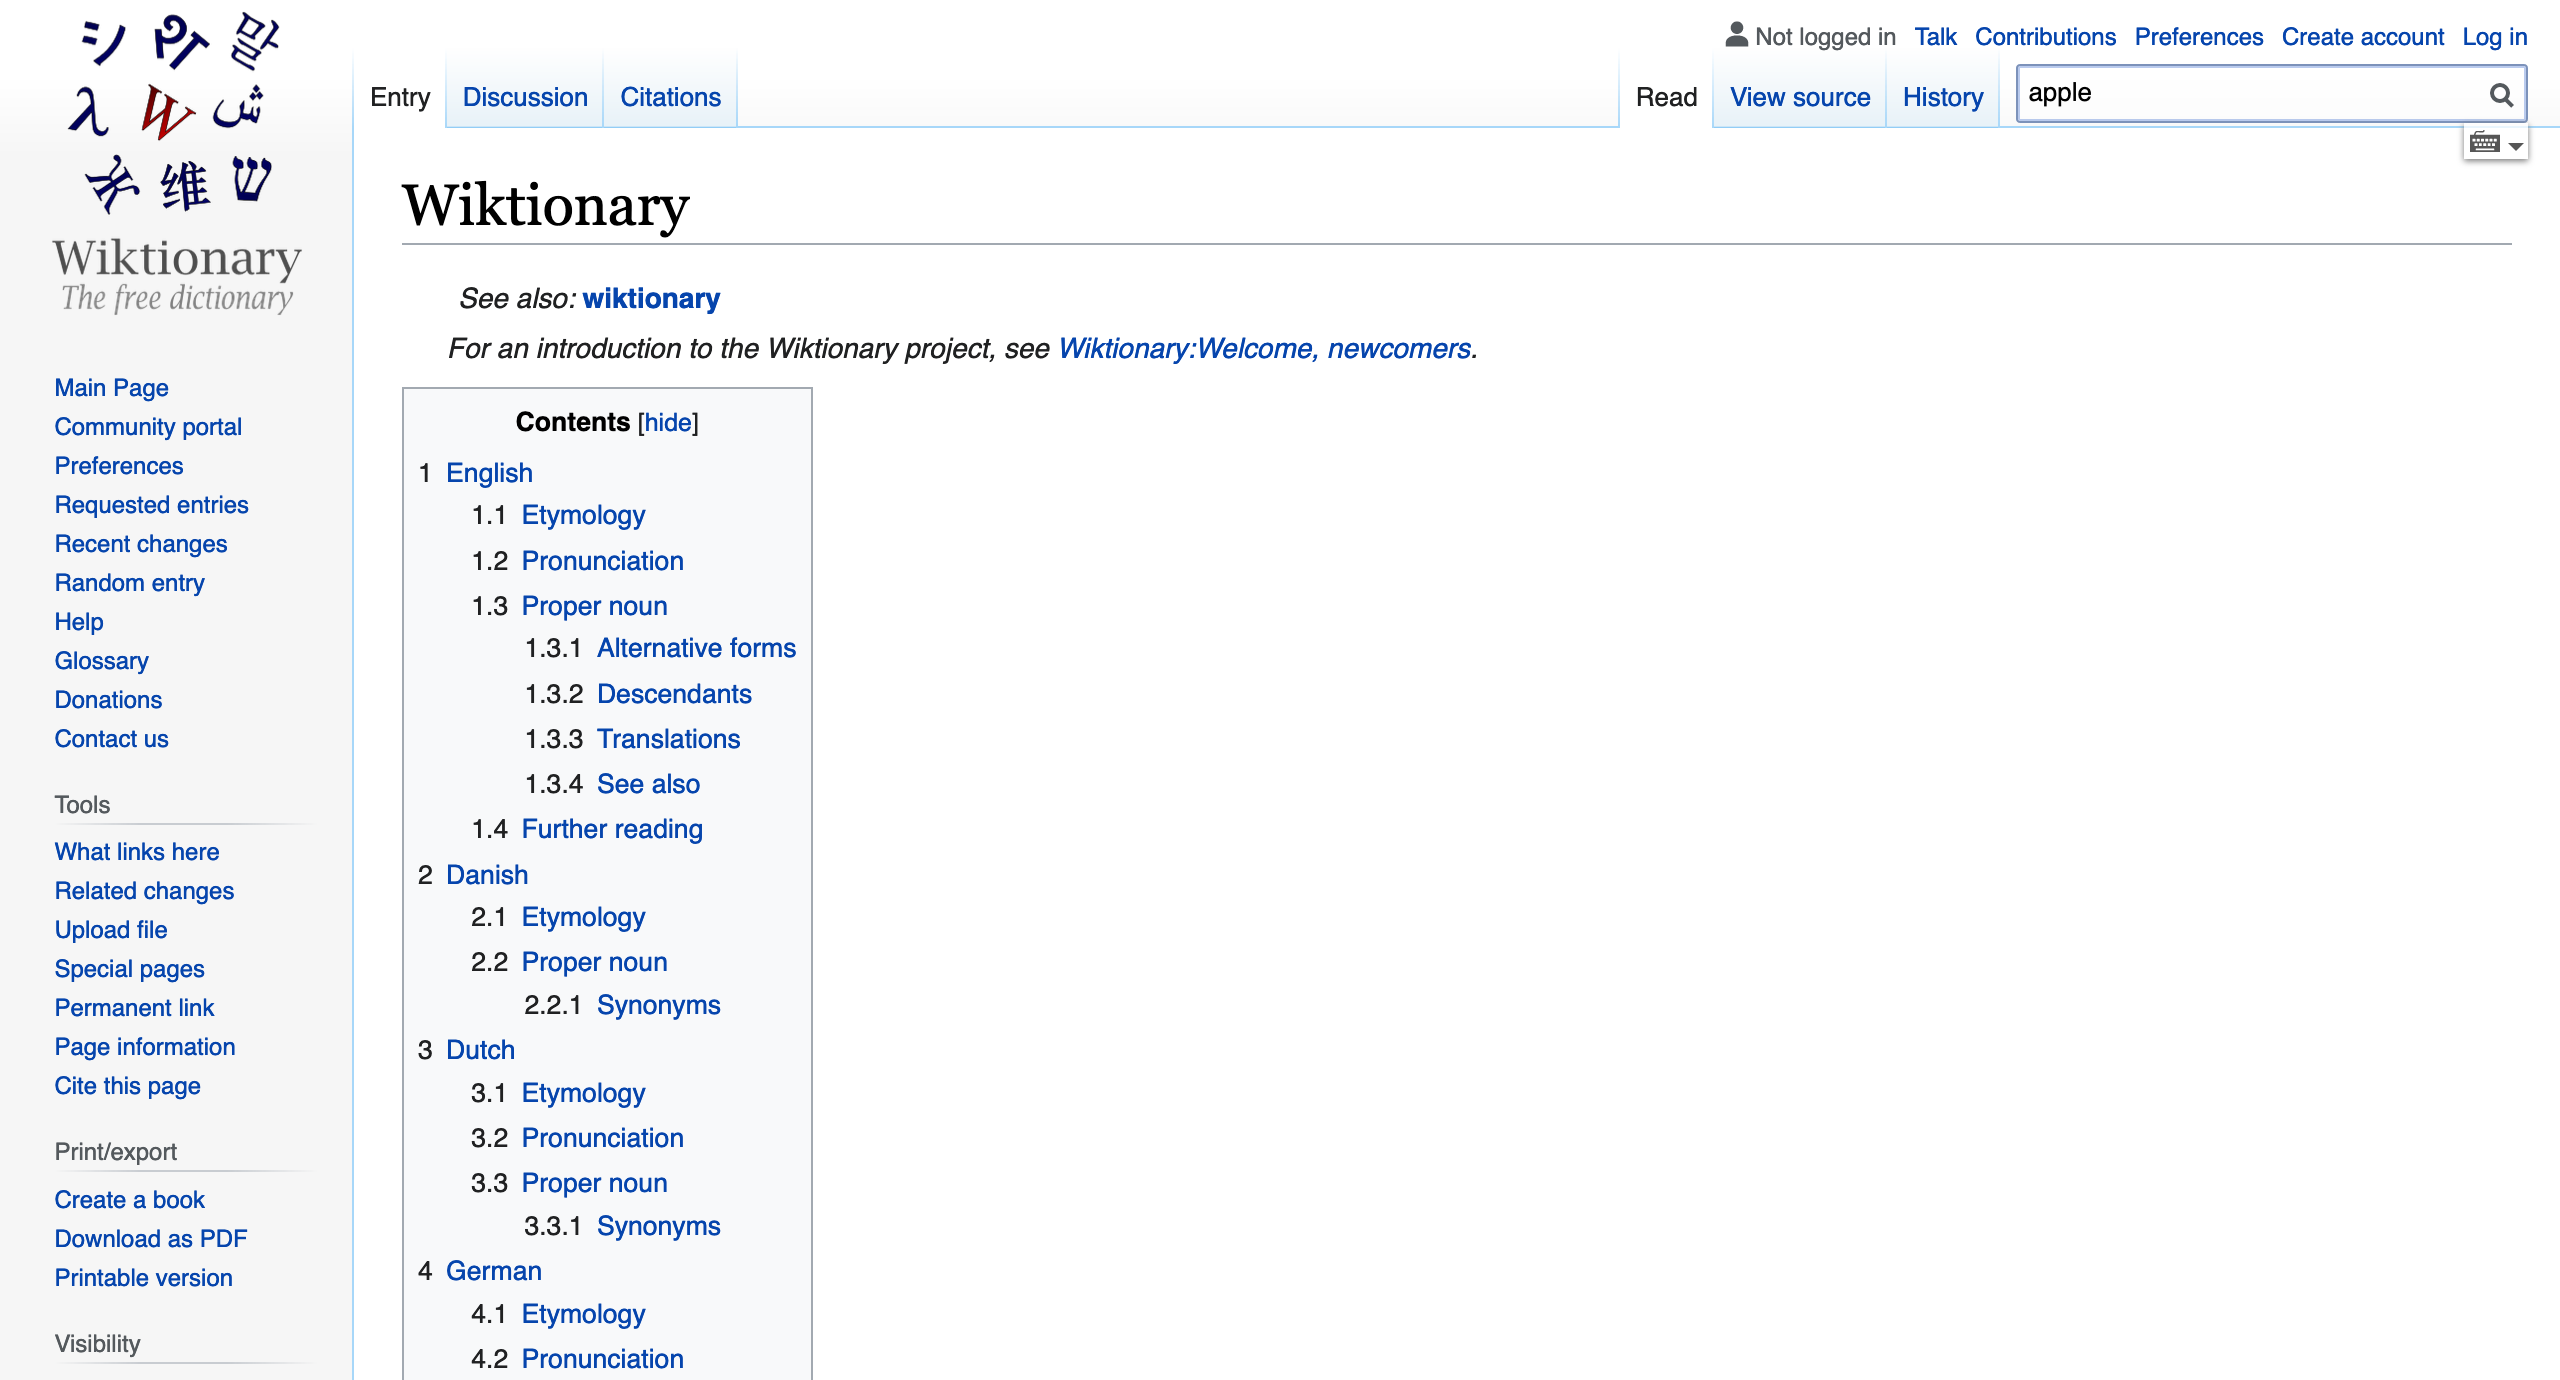 シ や 말
λ W ش
维 ש
Wiktionary
The free dictionary
Main Page
Community portal
Preferences
Requested entries
Recent changes
Random entry
Help
Glossary
Donations
Contact us
Tools
What links here
Related changes
Upload file
Special pages
Permanent link
Page information
Cite this page
Print/export
Create a book
Download as PDF
Printable version
Visibility
Not logged in Talk Contributions Preferences Create account Log in
Entry Discussion Citations Read View source History apple
Wiktionary
See also: wiktionary
For an introduction to the Wiktionary project, see Wiktionary:Welcome, newcomers.
Contents [hide]
1 English
1.1 Etymology
1.2 Pronunciation
1.3 Proper noun
1.3.1 Alternative forms
1.3.2 Descendants
1.3.3 Translations
1.3.4 See also
1.4 Further reading
2 Danish
2.1 Etymology
2.2 Proper noun
2.2.1 Synonyms
3 Dutch
3.1 Etymology
3.2 Pronunciation
3.3 Proper noun
3.3.1 Synonyms
4 German
4.1 Etymology
4.2 Pronunciation